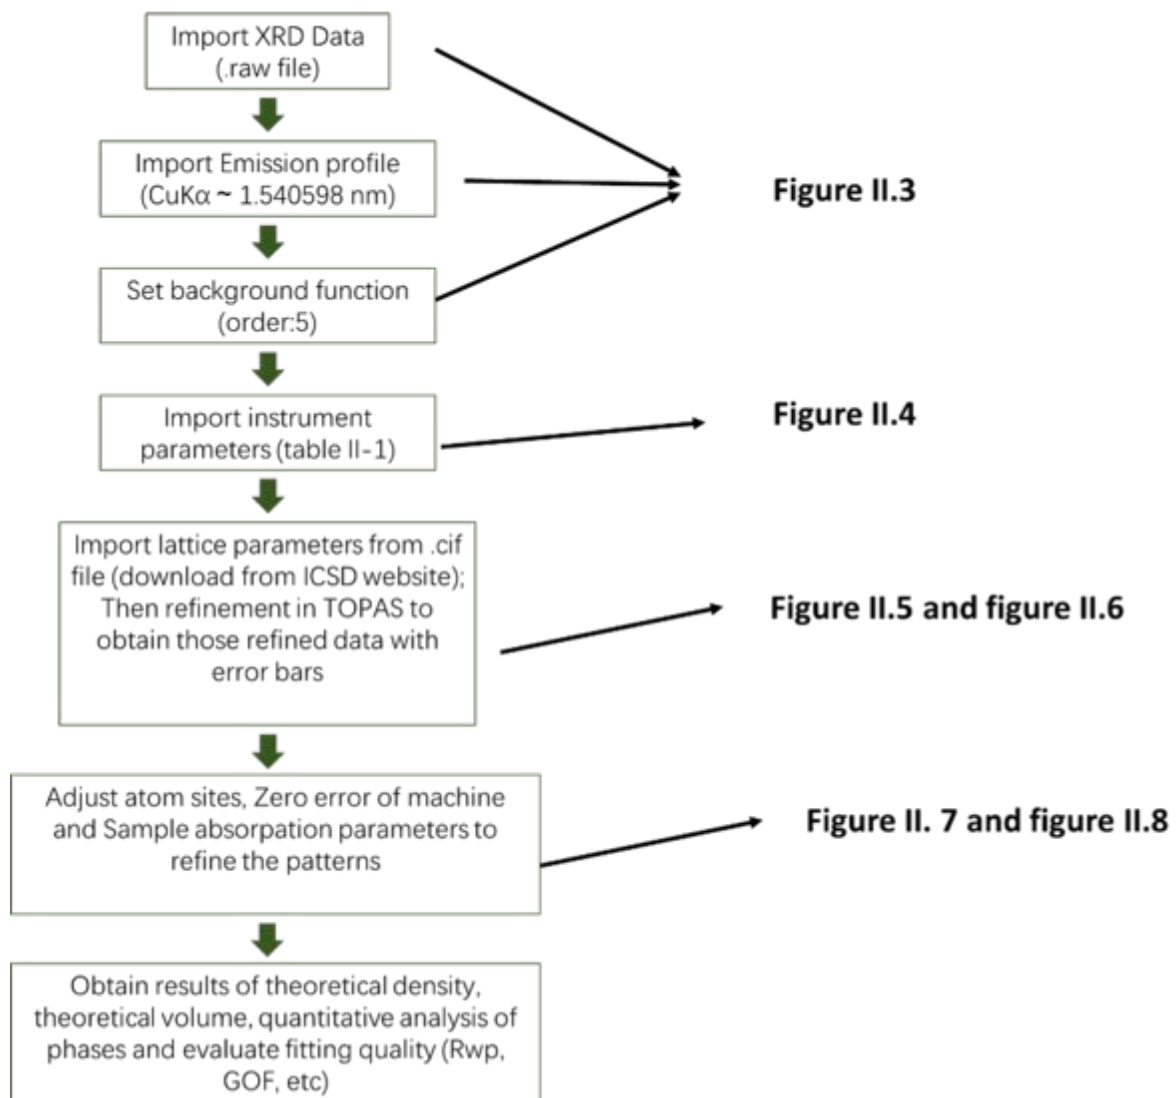 Import XRD Data
(.raw file)
Import Emission profile
(CuKα ~ 1.540598 nm)
Figure II.3
Set background function
(order:5)
Import instrument
parameters (table II-1)
Figure II.4
Import lattice parameters from .cif
file (download from ICSD website);
Then refinement in TOPAS to
obtain those refined data with
error bars
Figure II.5 and figure II.6
Adjust atom sites, Zero error of machine
and Sample absorpation parameters to
refine the patterns
Figure II. 7 and figure II.8
Obtain results of theoretical density,
theoretical volume, quantitative analysis of
phases and evaluate fitting quality (Rwp,
GOF, etc)